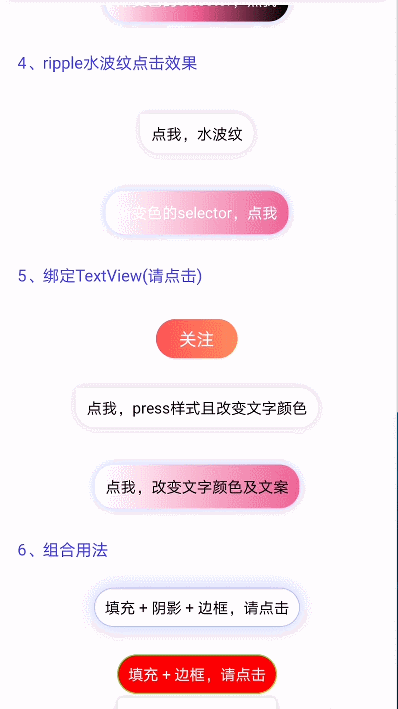 点我
4、ripple水波纹点击效果
点我，水波纹
变色的selector，点我
5、绑定TextView(请点击)
关注
点我，press样式且改变文字颜色
点我，改变文字颜色及文案
6、组合用法
填充 + 阴影 + 边框，请点击
填充 + 边框，请点击